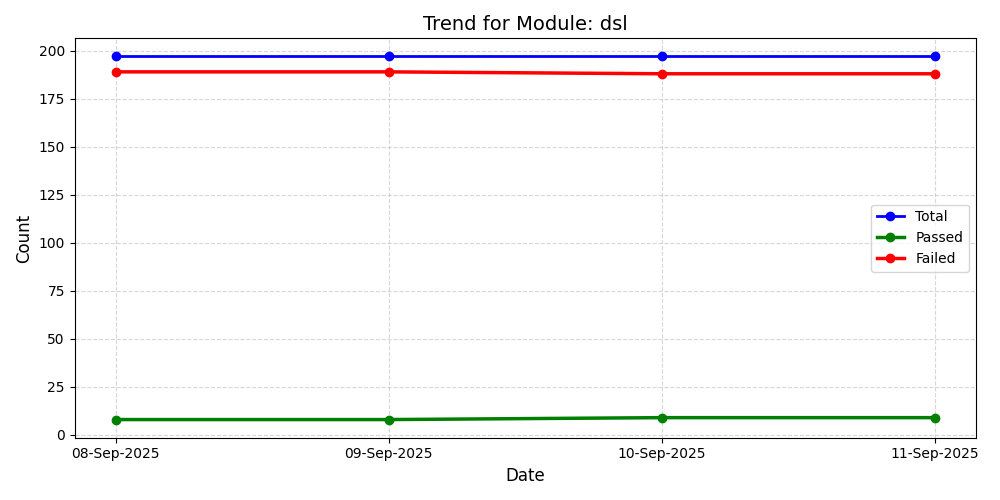 Trend for Module: dsl
Count
200
175
150
125
100
75
50
25
0
Total
Passed
Failed
08-Sep-2025
09-Sep-2025
10-Sep-2025
11-Sep-2025
Date